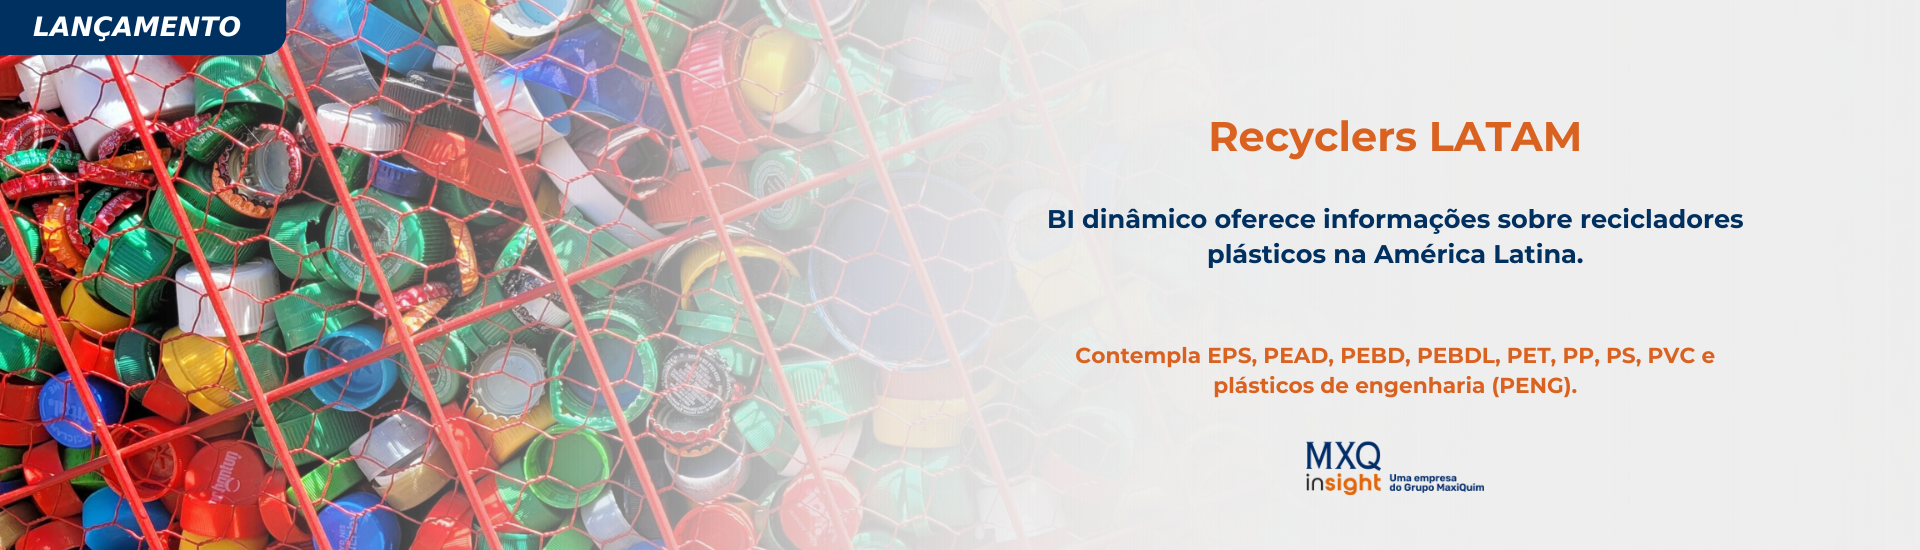 LANÇAMENTO
Recyclers LATAM
BI dinâmico oferece informações sobre recicladores
plásticos na América Latina.
Contempla EPS, PEAD, PEBD, PEBDL, PET, PP, PS, PVC e
plásticos de engenharia (PENG).
MXQ
insight
Uma empresa
do Grupo MaxiQuim